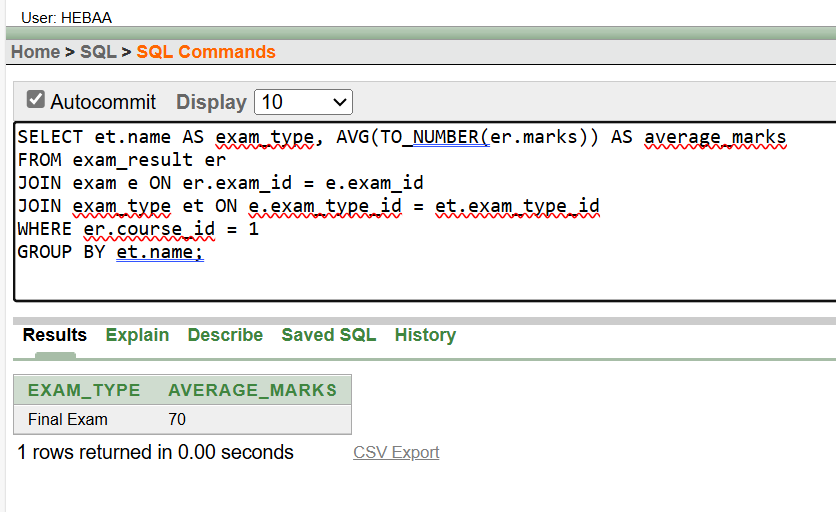 User: HEBAA
Home > SQL > SQL Commands
Autocommit Display 10
SELECT et.name AS exam_type, AVG(TO_NUMBER(er.marks)) AS average_marks
FROM exam_result er
JOIN exam e ON er.exam_id = e.exam_id
JOIN exam_type et ON e.exam_type_id = et.exam_type_id
WHERE er.course_id = 1
GROUP BY et.name;
Results Explain Describe Saved SQL History
EXAM_TYPE AVERAGE_MARKS
Final Exam 70
1 rows returned in 0.00 seconds CSV Export